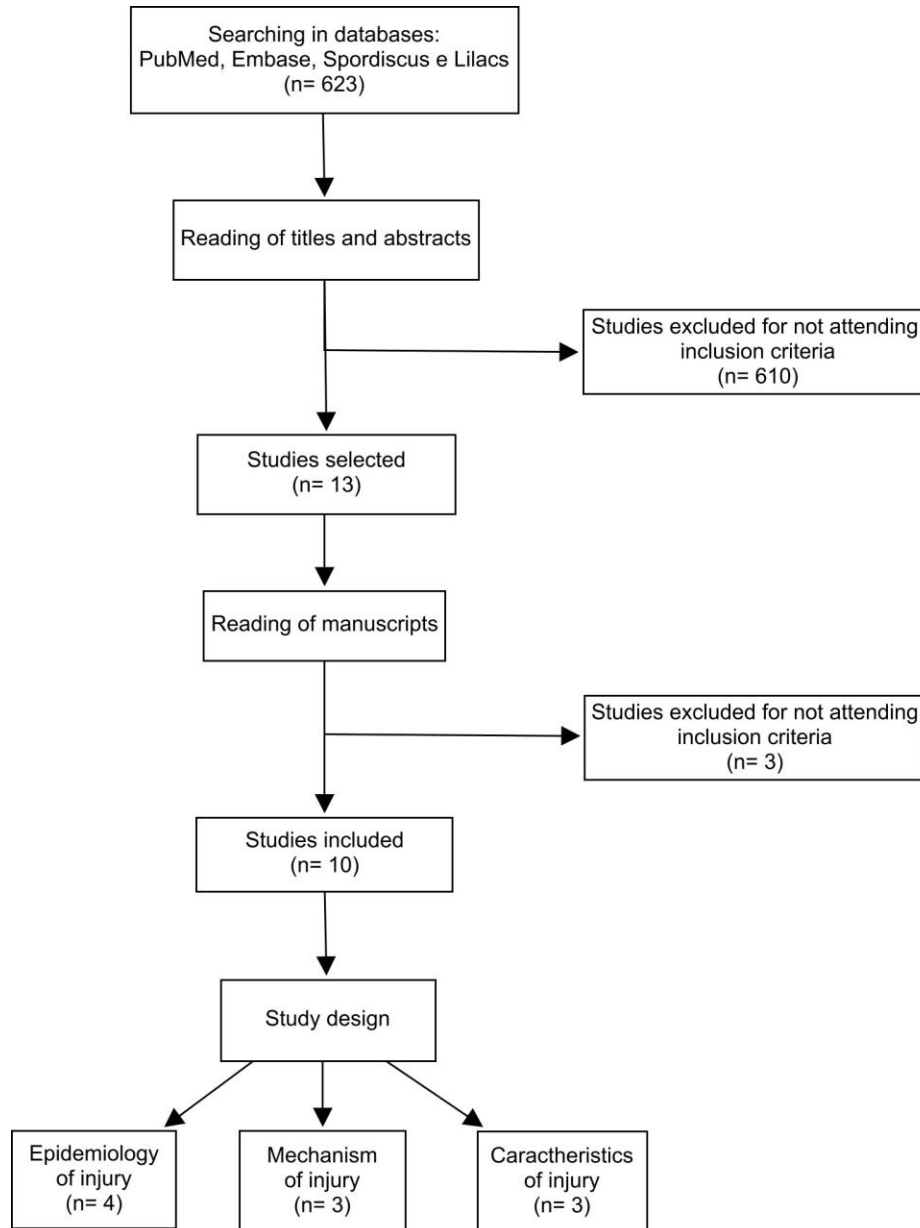 Searching in databases:
PubMed, Embase, Spordiscus e Lilacs
(n= 623)
Reading of titles and abstracts
Studies excluded for not attending
inclusion criteria
(n= 610)
Studies selected
(n= 13)
Reading of manuscripts
Studies excluded for not attending
inclusion criteria
(n= 3)
Studies included
(n= 10)
Study design
Epidemiology
of injury
(n= 4)
Mechanism
of injury
(n= 3)
Caractheristics
of injury
(n= 3)